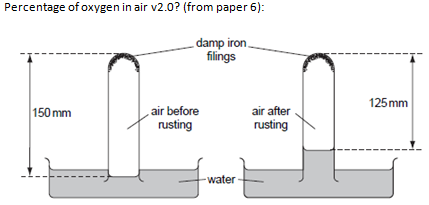 Percentage of oxygen in air v2.0? (from paper 6):
damp iron
filings
150 mm
air before
rusting
air after
rusting
125 mm
water